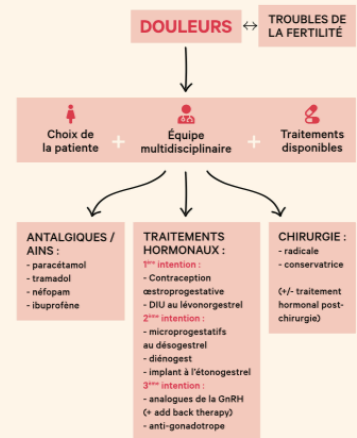 DOULEURS
TROUBLES DE
LA FERTILITÉ
Choix de
la patiente
+
Équipe
multidisciplinaire
+
Traitements
disponibles
ANTALGIQUES /
AINS :
- paracétamol
- tramadol
- néfopam
- ibuprofène
TRAITEMENTS
HORMONAUX :
1ère intention :
- Contraception
œstroprogestative
- DIU au lévonorgestrel
2ème intention :
- microprogestatifs
au désogestrel
- diénogest
- implant à l'étonogestrel
3ème intention :
- analogues de la GnRH
(+ add back therapy)
- anti-gonadotrope
CHIRURGIE :
- radicale
- conservatrice
(+/- traitement
hormonal post-
chirurgie)